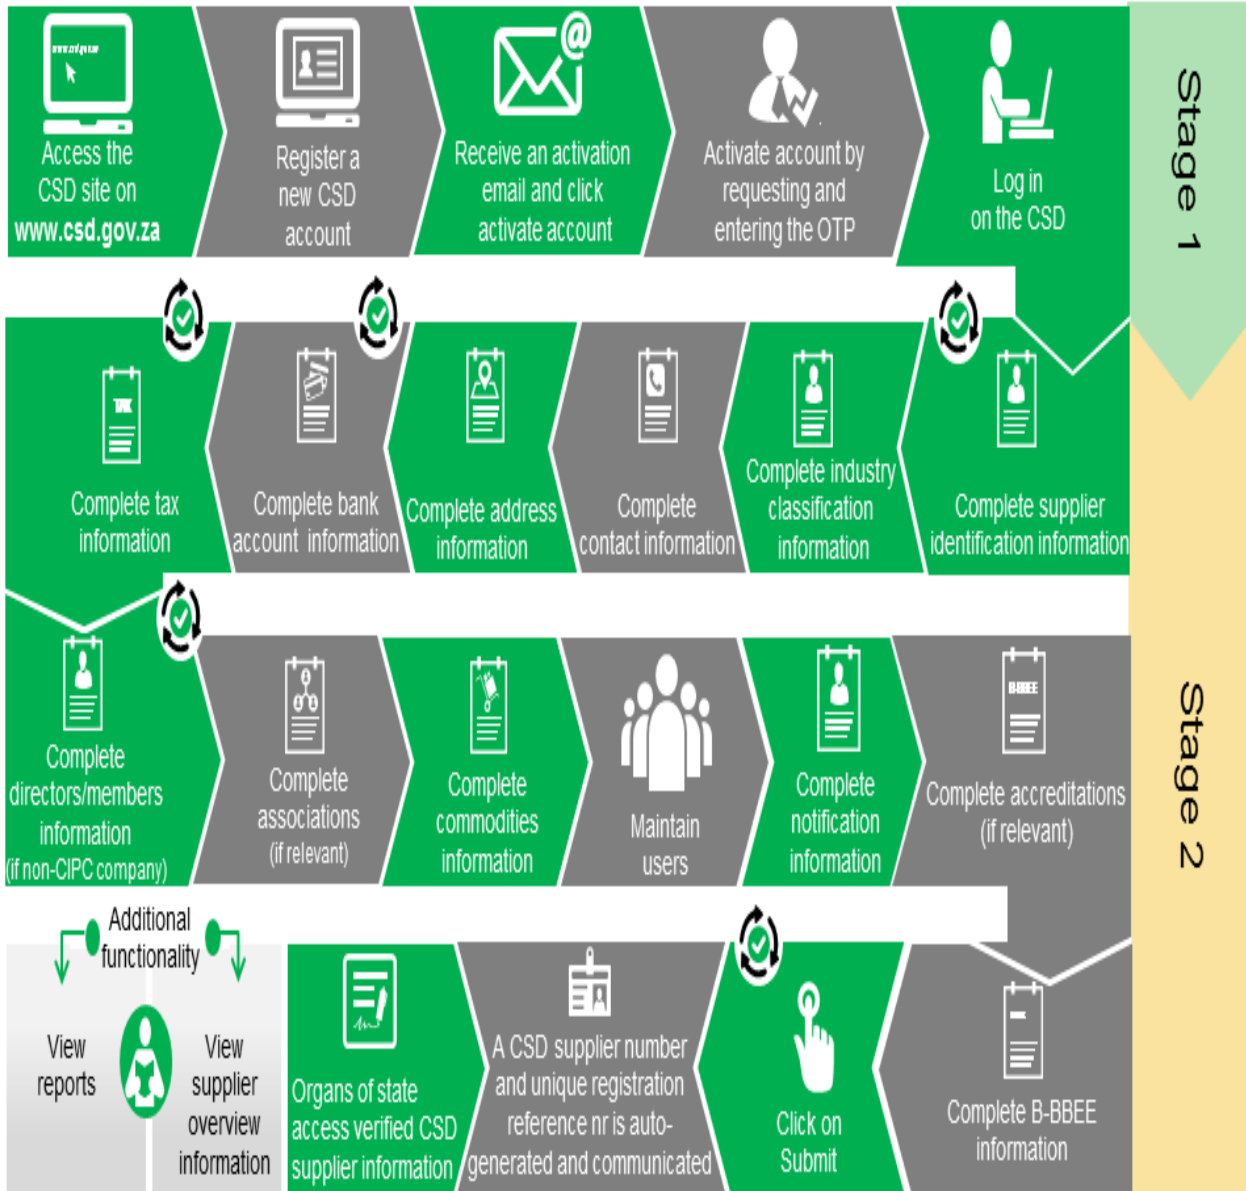 www.csd.gov.za
Access the
CSD site on
www.csd.gov.za
Register a
new CSD
account
@
Receive an activation
email and click
activate account
Activate account by
requesting and
entering the OTP
Log in
on the CSD
Stage 1
Complete supplier
identification information
Complete industry
classification
information
Complete
contact information
Complete address
information
Complete bank
account information
TAX
Complete tax
information
Complete
directors/members
information
(if non-CIPC company)
Complete
associations
(if relevant)
Complete
commodities
information
Maintain
users
Complete
notification
information
B-BBEE
Complete accreditations
(if relevant)
Stage 2
Complete B-BBEE
information
Click on
Submit
A CSD supplier number
and unique registration
reference nr is auto-
generated and communicated
Organs of state
access verified CSD
supplier information
Additional
functionality
View
reports
View
supplier
overview
information